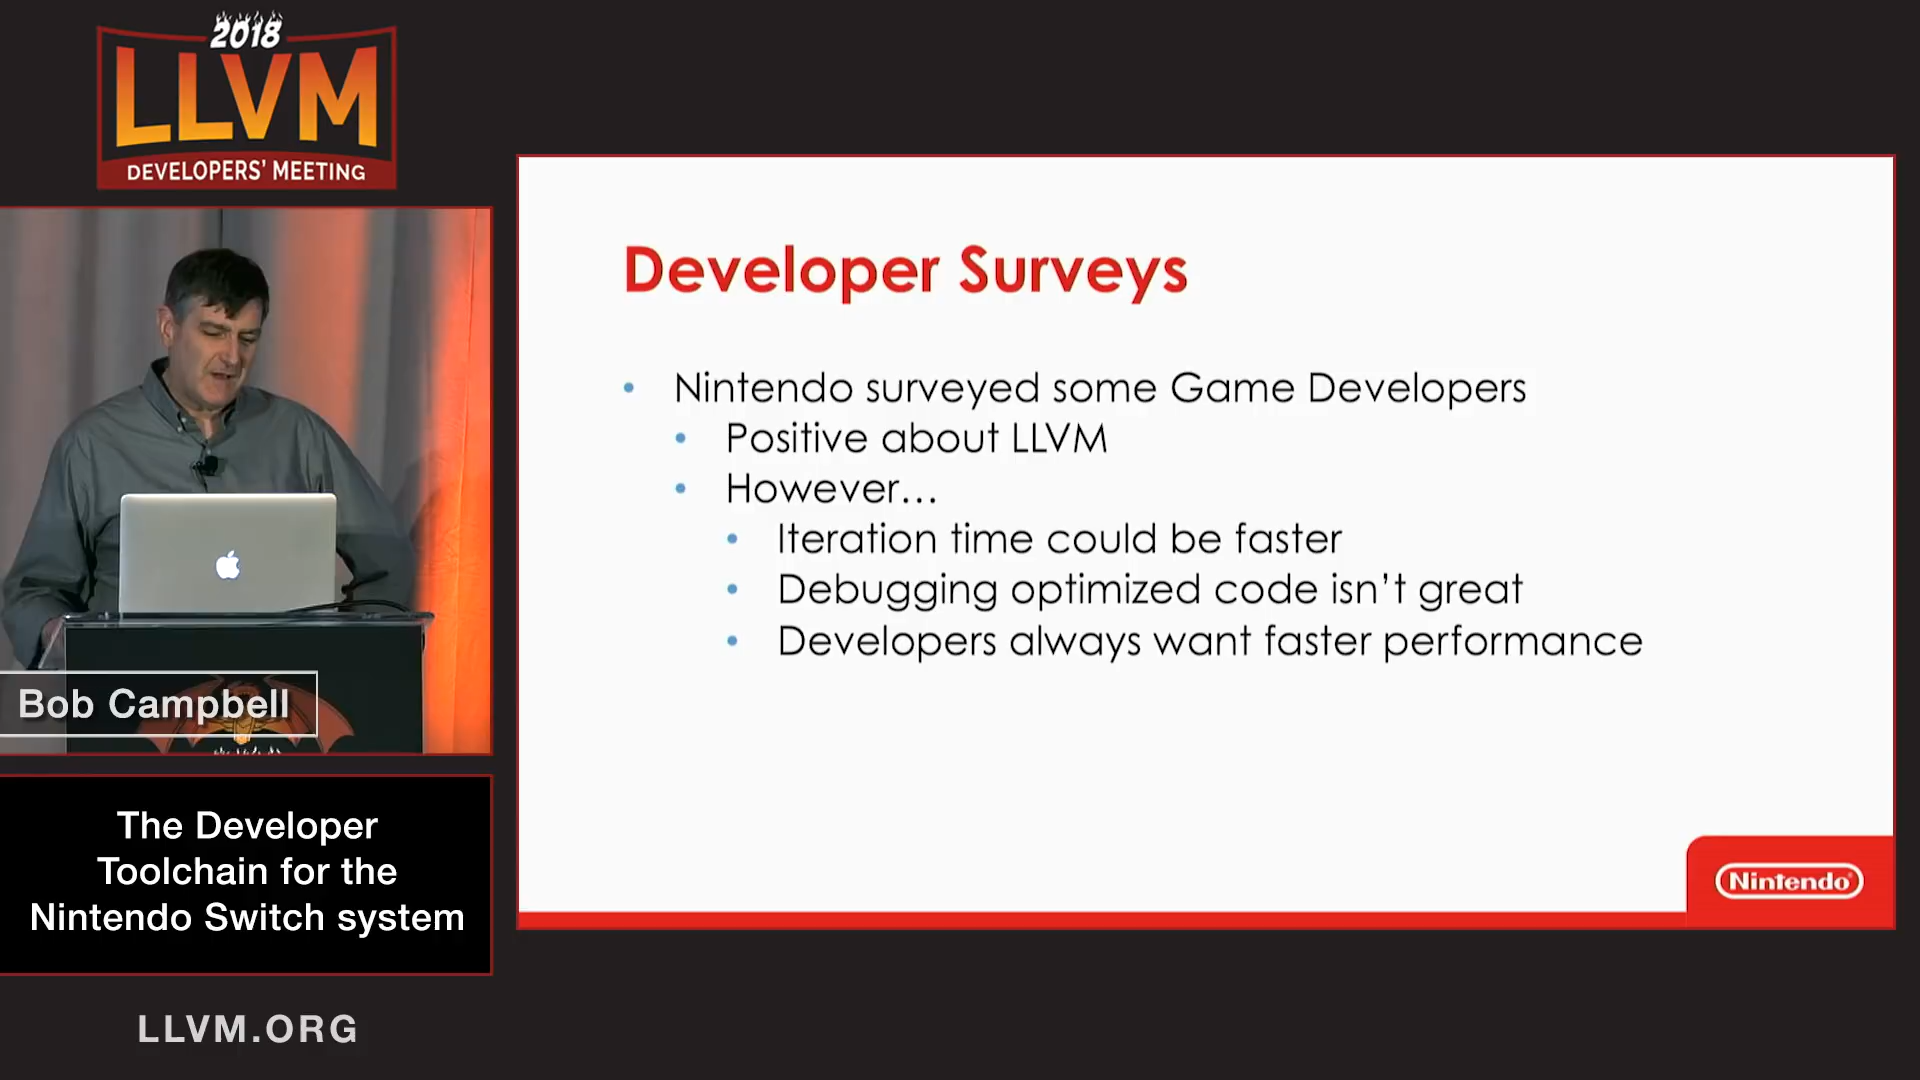 2018
LLVM
DEVELOPERS' MEETING
Bob Campbell
The Developer
Toolchain for the
Nintendo Switch system
LLVM.ORG
Developer Surveys
• Nintendo surveyed some Game Developers
• Positive about LLVM
• However…
• Iteration time could be faster
• Debugging optimized code isn't great
• Developers always want faster performance
Nintendo